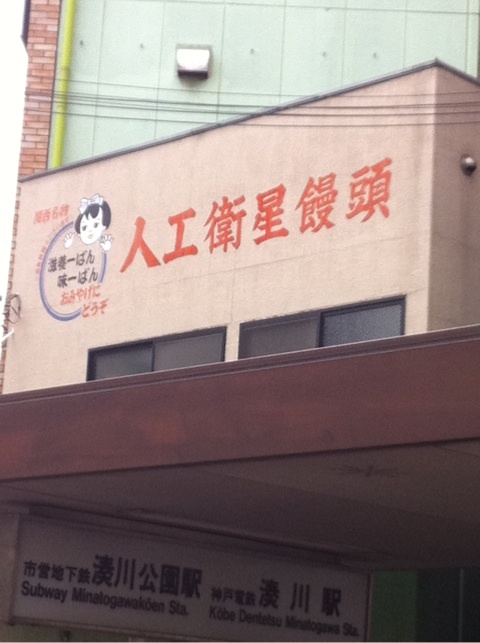 関西名物
滋養一ばん
味一ばん
おみやげに
どうぞ
人工衛星饅頭
市営地下鉄 湊川公園駅
Subway Minatogawakōen Sta.
神戸電鉄 湊川駅
Kōbe Dentetsu Minatogawa Sta.